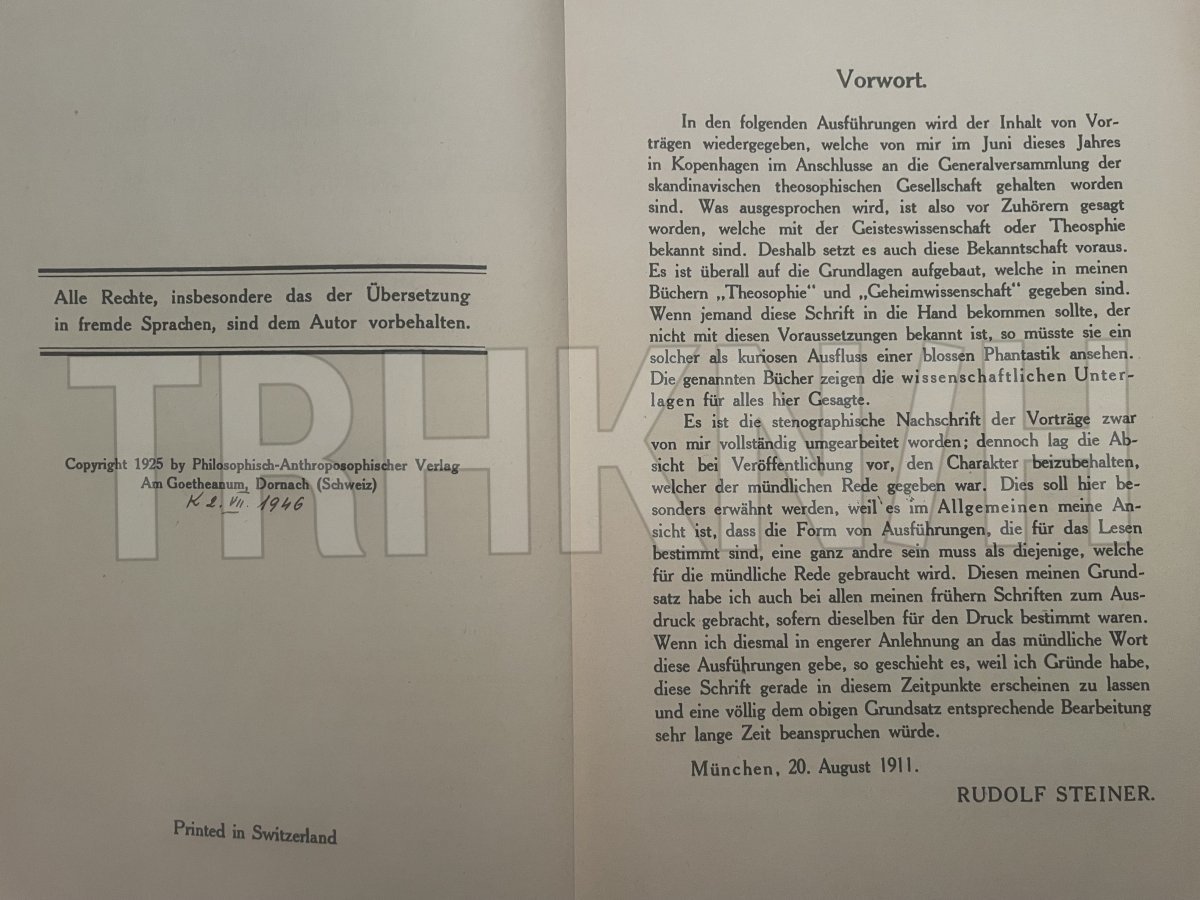 Alle Rechte, insbesondere das der Übersetzung
in fremde Sprachen, sind dem Autor vorbehalten.
Copyright 1925 by Philosophisch-Anthroposophischer Verlag
Am Goetheanum, Dornach (Schweiz)
K 2. VII. 1946
Printed in Switzerland
Vorwort.
In den folgenden Ausführungen wird der Inhalt von Vor-
trägen wiedergegeben, welche von mir im Juni dieses Jahres
in Kopenhagen im Anschlusse an die Generalversammlung der
skandinavischen theosophischen Gesellschaft gehalten worden
sind. Was ausgesprochen wird, ist also vor Zuhörern gesagt
worden, welche mit der Geisteswissenschaft oder Theosphie
bekannt sind. Deshalb setzt es auch diese Bekanntschaft voraus.
Es ist überall auf die Grundlagen aufgebaut, welche in meinen
Büchern „Theosophie“ und „Geheimwissenschaft“ gegeben sind.
Wenn jemand diese Schrift in die Hand bekommen sollte, der
nicht mit diesen Voraussetzungen bekannt ist, so müsste sie ein
solcher als kuriosen Ausfluss einer blossen Phantastik ansehen.
Die genannten Bücher zeigen die wissenschaftlichen Unter-
lagen für alles hier Gesagte.
Es ist die stenographische Nachschrift der Vorträge zwar
von mir vollständig umgearbeitet worden; dennoch lag die Ab-
sicht bei Veröffentlichung vor, den Charakter beizubehalten,
welcher der mündlichen Rede gegeben war. Dies soll hier be-
sonders erwähnt werden, weil es im Allgemeinen meine An-
sicht ist, dass die Form von Ausführungen, die für das Lesen
bestimmt sind, eine ganz andre sein muss als diejenige, welche
für die mündliche Rede gebraucht wird. Diesen meinen Grund-
satz habe ich auch bei allen meinen frühern Schriften zum Aus-
druck gebracht, sofern dieselben für den Druck bestimmt waren.
Wenn ich diesmal in engerer Anlehnung an das mündliche Wort
diese Ausführungen gebe, so geschieht es, weil ich Gründe habe,
diese Schrift gerade in diesem Zeitpunkte erscheinen zu lassen
und eine völlig dem obigen Grundsatz entsprechende Bearbeitung
sehr lange Zeit beanspruchen würde.
München, 20. August 1911.
RUDOLF STEINER.